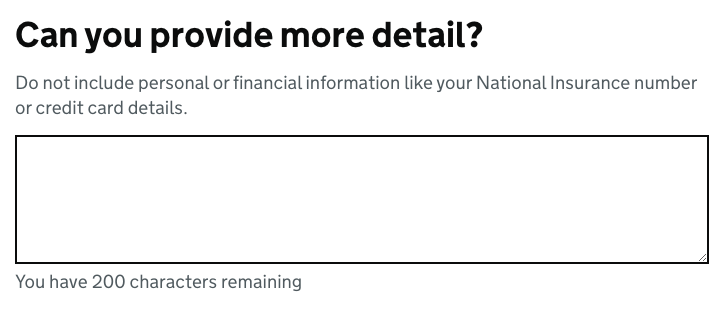 Can you provide more detail?
Do not include personal or financial information like your National Insurance number
or credit card details.
You have 200 characters remaining